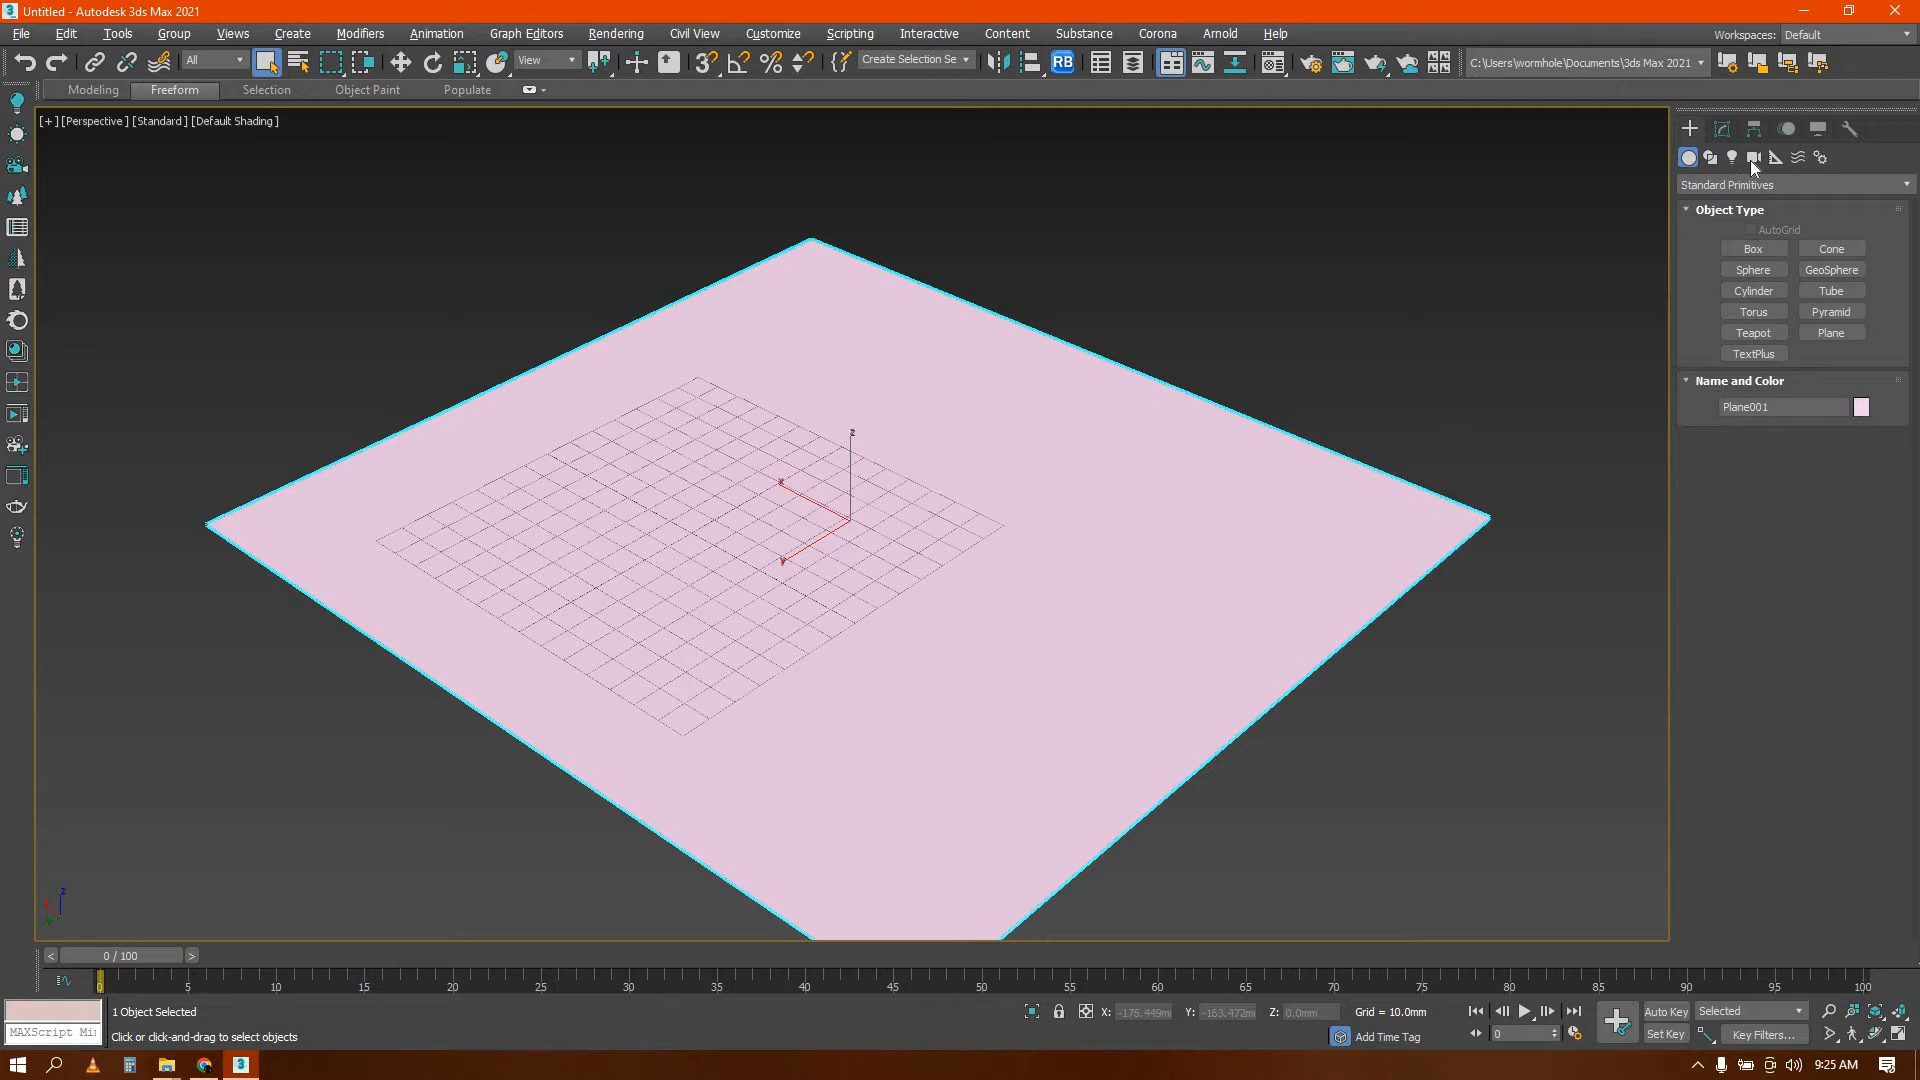 Untitled - Autodesk 3ds Max 2021
File Edit Tools Group Views Create Modifiers Animation Graph Editors Rendering Civil View Customize Scripting Interactive Content Substance Corona Arnold Help
Workspaces: Default
All View Create Selection Se RB C:\Users\wormhole\Documents\3ds Max 2021
Modeling Freeform Selection Object Paint Populate
[+] [Perspective] [Standard] [Default Shading]
Standard Primitives
Object Type
AutoGrid
Box Cone
Sphere GeoSphere
Cylinder Tube
Torus Pyramid
Teapot Plane
TextPlus
Name and Color
Plane001
z
x
y
z
0 / 100
0 5 10 15 20 25 30 35 40 45 50 55 60 65 70 75 80 85 90 95 100
1 Object Selected
X: -176.449m Y: -163.472m Z: 0.0mm Grid = 10.0mm
Auto Key Selected
MAXScript Mi
Click or click-and-drag to select objects
Add Time Tag
0
Set Key Key Filters...
9:25 AM